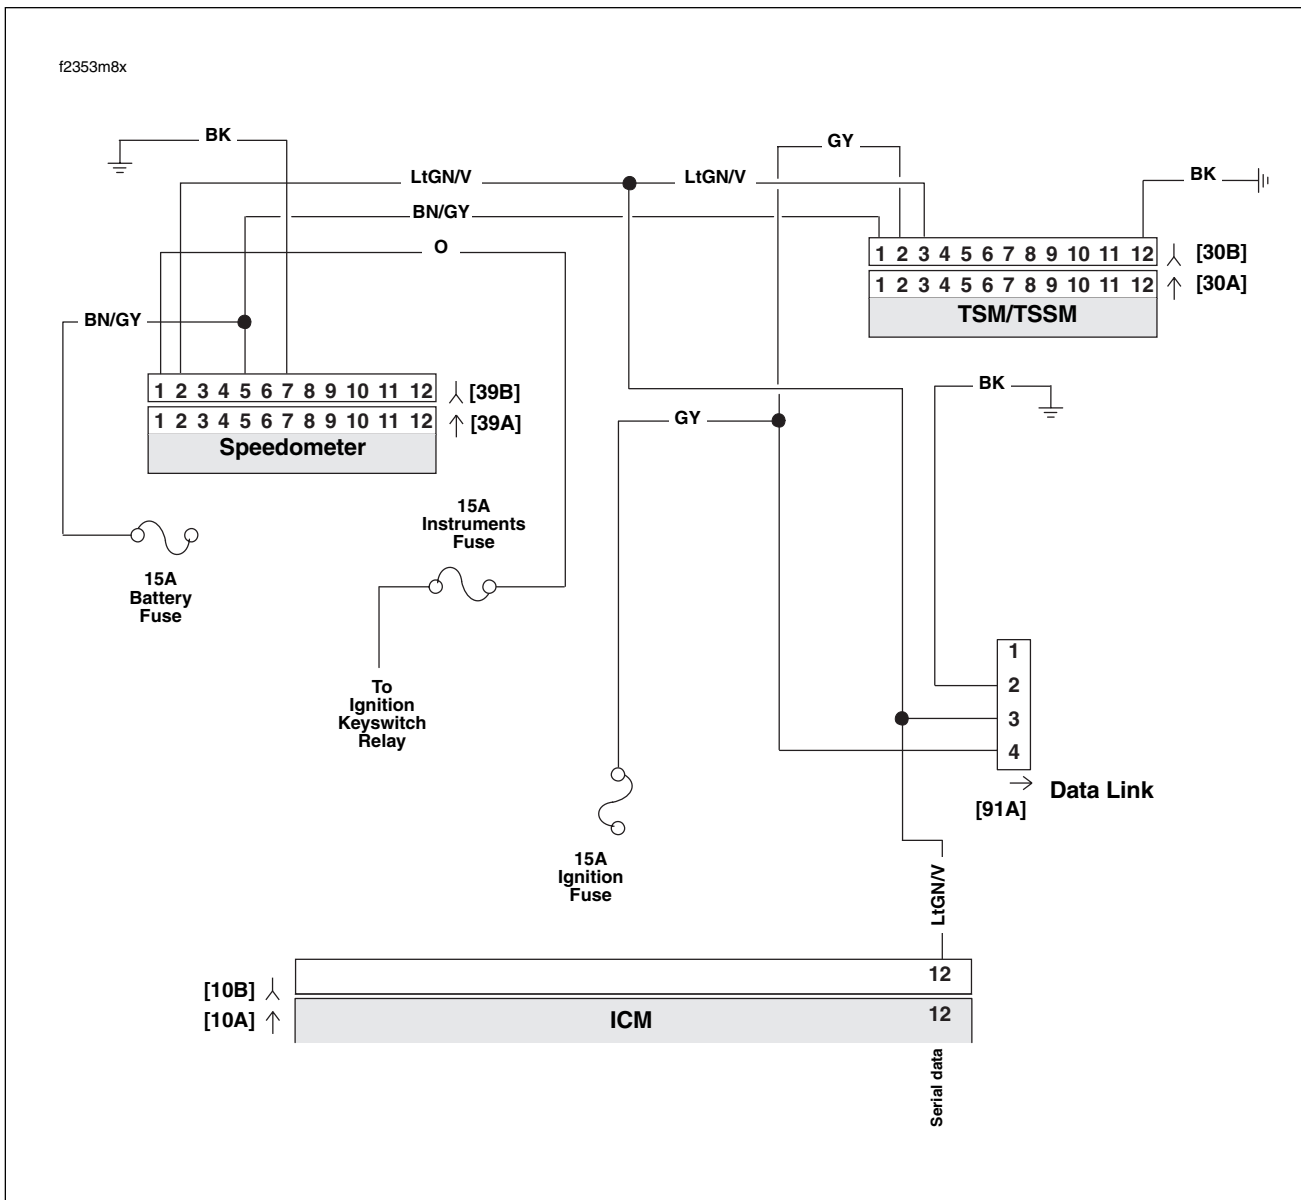 f2353m8x
BK
GY
LtGN/V
LtGN/V
BK
BN/GY
O
1 2 3 4 5 6 7 8 9 10 11 12
[30B]
1 2 3 4 5 6 7 8 9 10 11 12
[30A]
TSM/TSSM
BN/GY
1 2 3 4 5 6 7 8 9 10 11 12
[39B]
1 2 3 4 5 6 7 8 9 10 11 12
[39A]
Speedometer
BK
GY
15A
Instruments
Fuse
15A
Battery
Fuse
To
Ignition
Keyswitch
Relay
1
2
3
4
Data Link
[91A]
15A
Ignition
Fuse
LtGN/V
[10B]
12
[10A]
ICM
12
Serial data